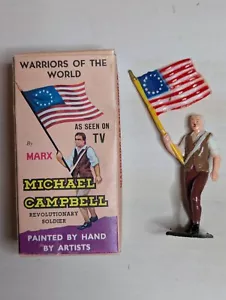 WARRIORS OF THE
WORLD
AS SEEN ON
TV
By
MARX
MICHAEL
CAMPBELL
REVOLUTIONARY
SOLDIER
PAINTED BY HAND
BY ARTISTS